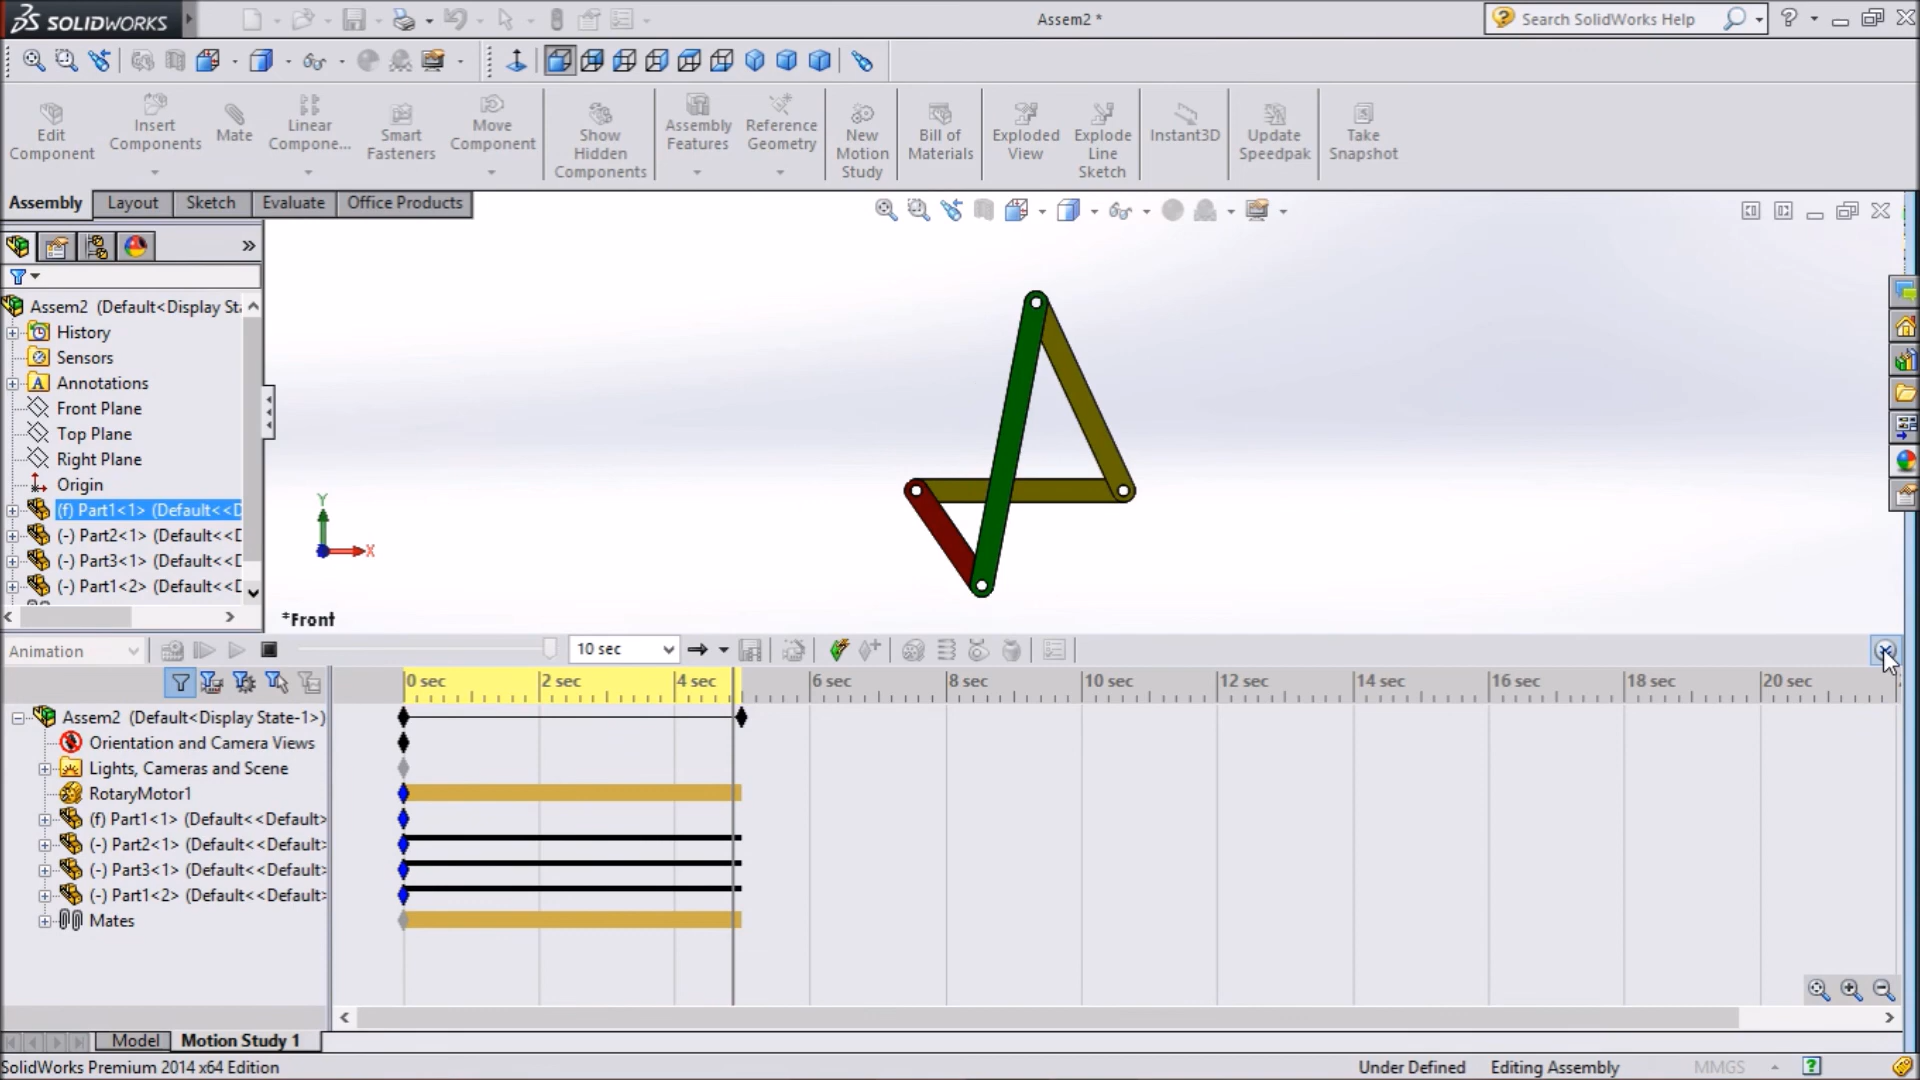 SOLIDWORKS
Assem2 *
Search SolidWorks Help
Edit Component
Insert Components
Mate
Linear Compone...
Smart Fasteners
Move Component
Show Hidden Components
Assembly Features
Reference Geometry
New Motion Study
Bill of Materials
Exploded View
Explode Line Sketch
Instant3D
Update Speedpak
Take Snapshot
Assembly
Layout
Sketch
Evaluate
Office Products
Assem2 (Default<Display Sta
History
Sensors
Annotations
Front Plane
Top Plane
Right Plane
Origin
(f) Part1<1> (Default<<D
(-) Part2<1> (Default<<D
(-) Part3<1> (Default<<D
(-) Part1<2> (Default<<D
Y
X
*Front
Animation
10 sec
0 sec 2 sec 4 sec 6 sec 8 sec 10 sec 12 sec 14 sec 16 sec 18 sec 20 sec
Assem2 (Default<Display State-1>)
Orientation and Camera Views
Lights, Cameras and Scene
RotaryMotor1
(f) Part1<1> (Default<<Default>
(-) Part2<1> (Default<<Default>
(-) Part3<1> (Default<<Default>
(-) Part1<2> (Default<<Default>
Mates
Model
Motion Study 1
SolidWorks Premium 2014 x64 Edition
Under Defined
Editing Assembly
MMGS